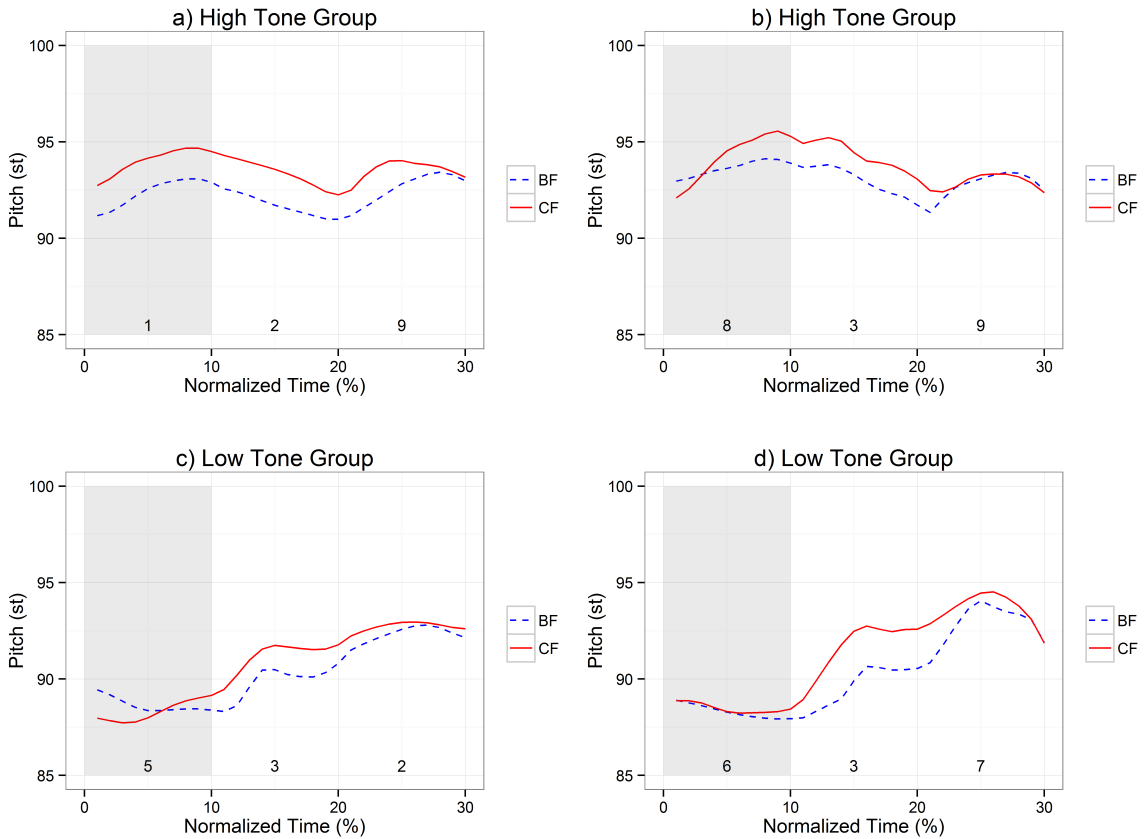 a) High Tone Group
100
95
90
85
Pitch (st)
1 2 9
0 10 20 30
Normalized Time (%)
BF
CF
b) High Tone Group
100
95
90
85
Pitch (st)
8 3 9
0 10 20 30
Normalized Time (%)
BF
CF
c) Low Tone Group
100
95
90
85
Pitch (st)
5 3 2
0 10 20 30
Normalized Time (%)
BF
CF
d) Low Tone Group
100
95
90
85
Pitch (st)
6 3 7
0 10 20 30
Normalized Time (%)
BF
CF